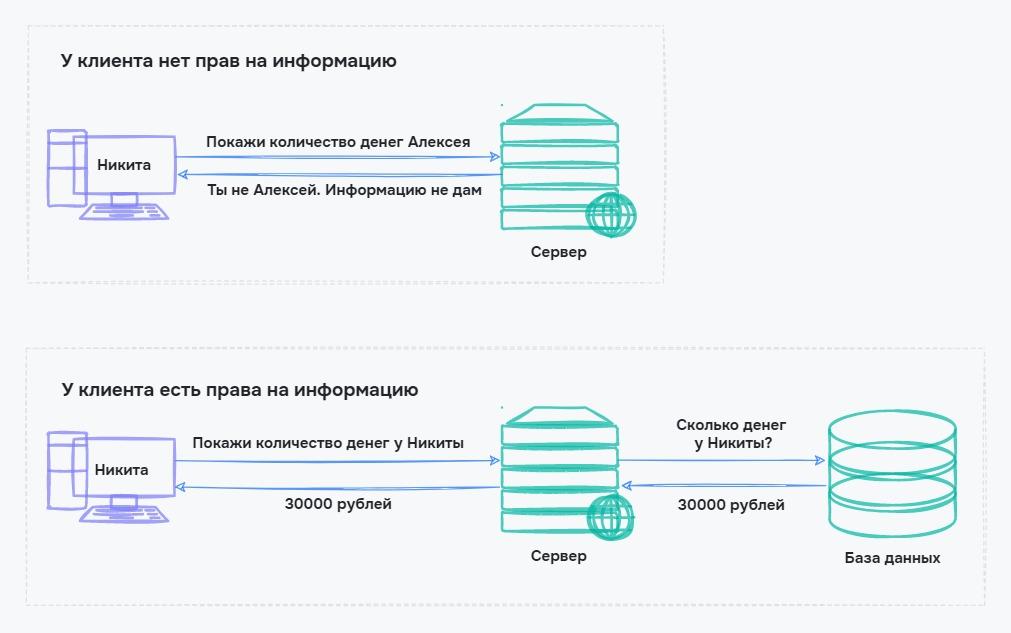 У клиента нет прав на информацию
Покажи количество денег Алексея
Никита
Ты не Алексей. Информацию не дам
Сервер
У клиента есть права на информацию
Покажи количество денег у Никиты
Сколько денег
у Никиты?
Никита
30000 рублей
30000 рублей
Сервер
База данных